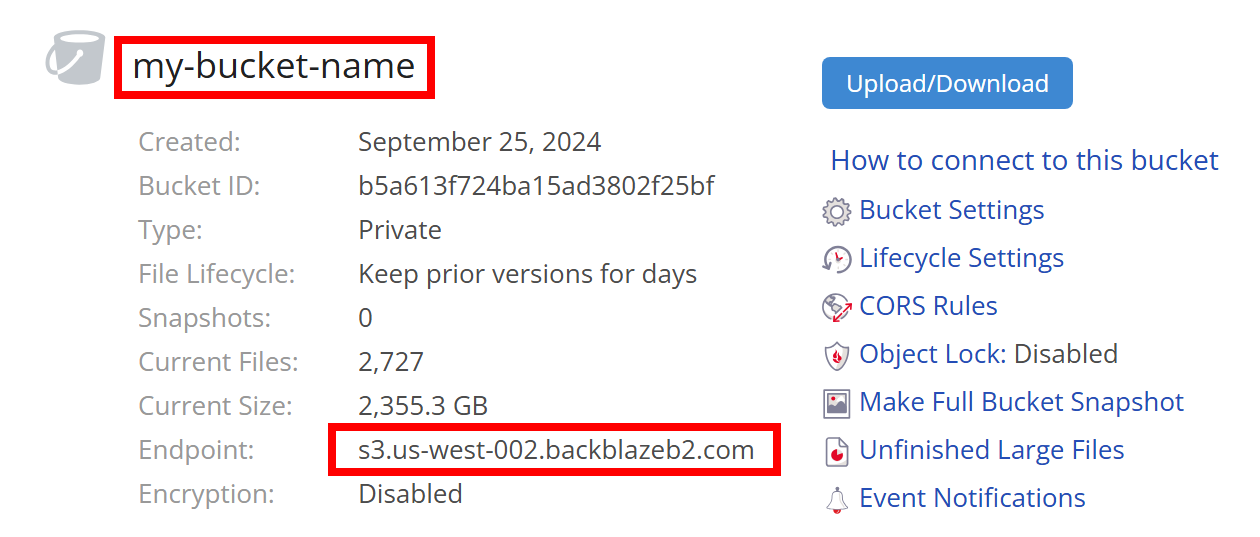 my-bucket-name
Created: September 25, 2024
Bucket ID: b5a613f724ba15ad3802f25bf
Type: Private
File Lifecycle: Keep prior versions for days
Snapshots: 0
Current Files: 2,727
Current Size: 2,355.3 GB
Endpoint: s3.us-west-002.backblazeb2.com
Encryption: Disabled
Upload/Download
How to connect to this bucket
Bucket Settings
Lifecycle Settings
CORS Rules
Object Lock: Disabled
Make Full Bucket Snapshot
Unfinished Large Files
Event Notifications